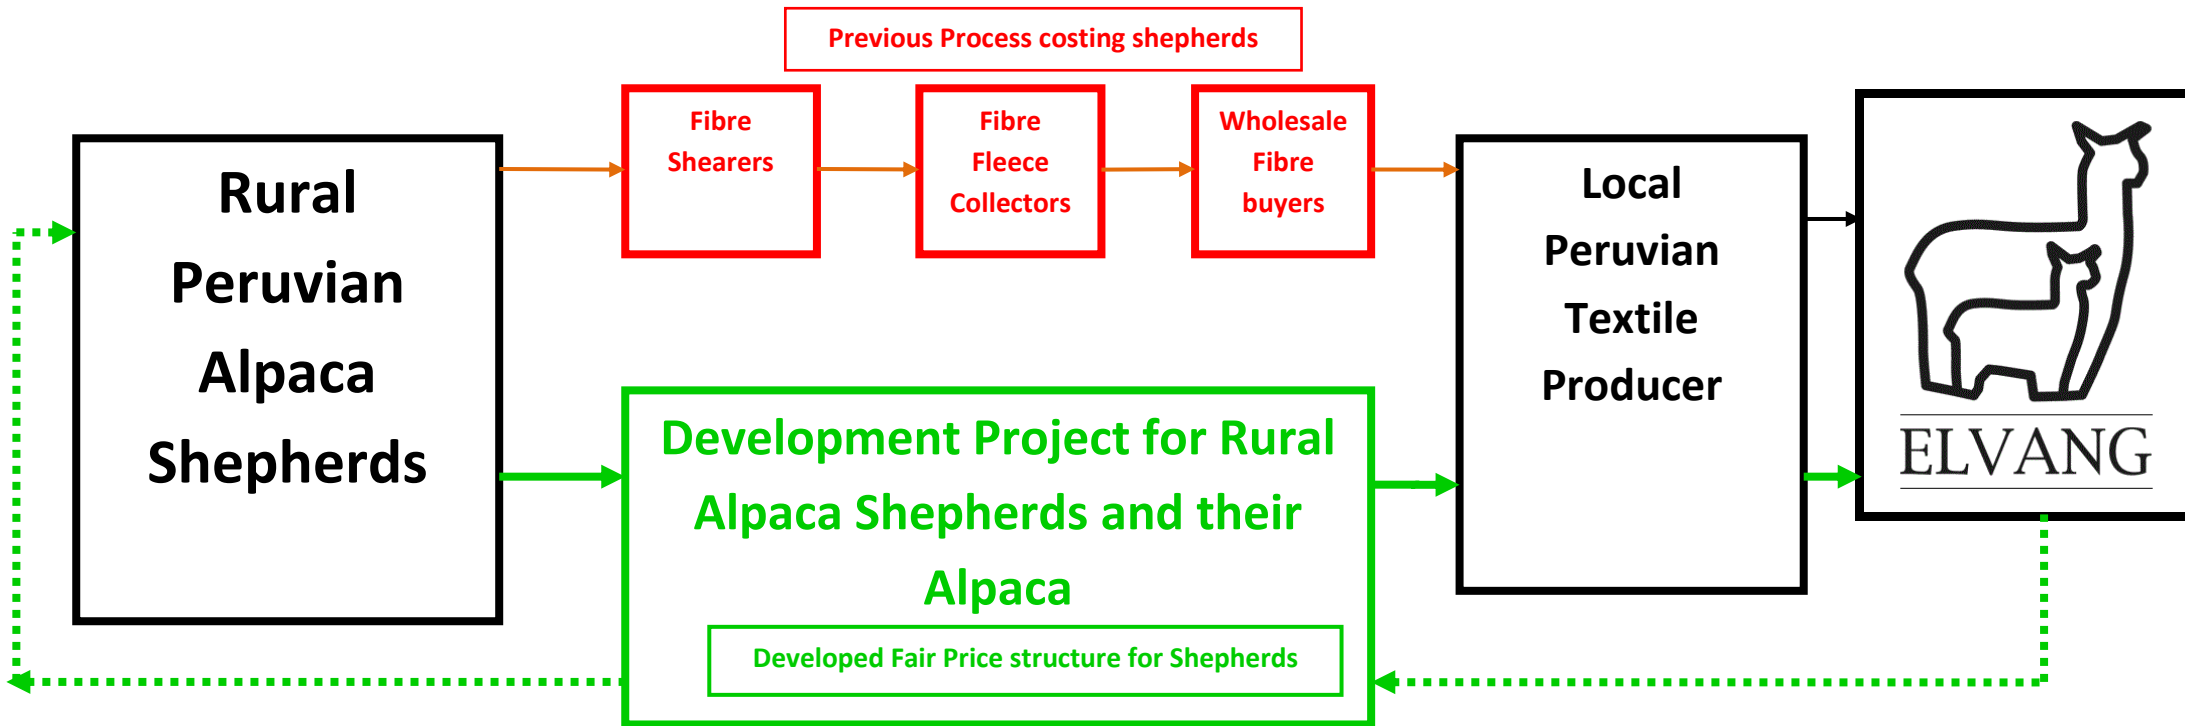 Previous Process costing shepherds
Rural
Peruvian
Alpaca
Shepherds
Fibre
Shearers
Fibre
Fleece
Collectors
Wholesale
Fibre
buyers
Local
Peruvian
Textile
Producer
ELVANG
Development Project for Rural
Alpaca Shepherds and their
Alpaca
Developed Fair Price structure for Shepherds